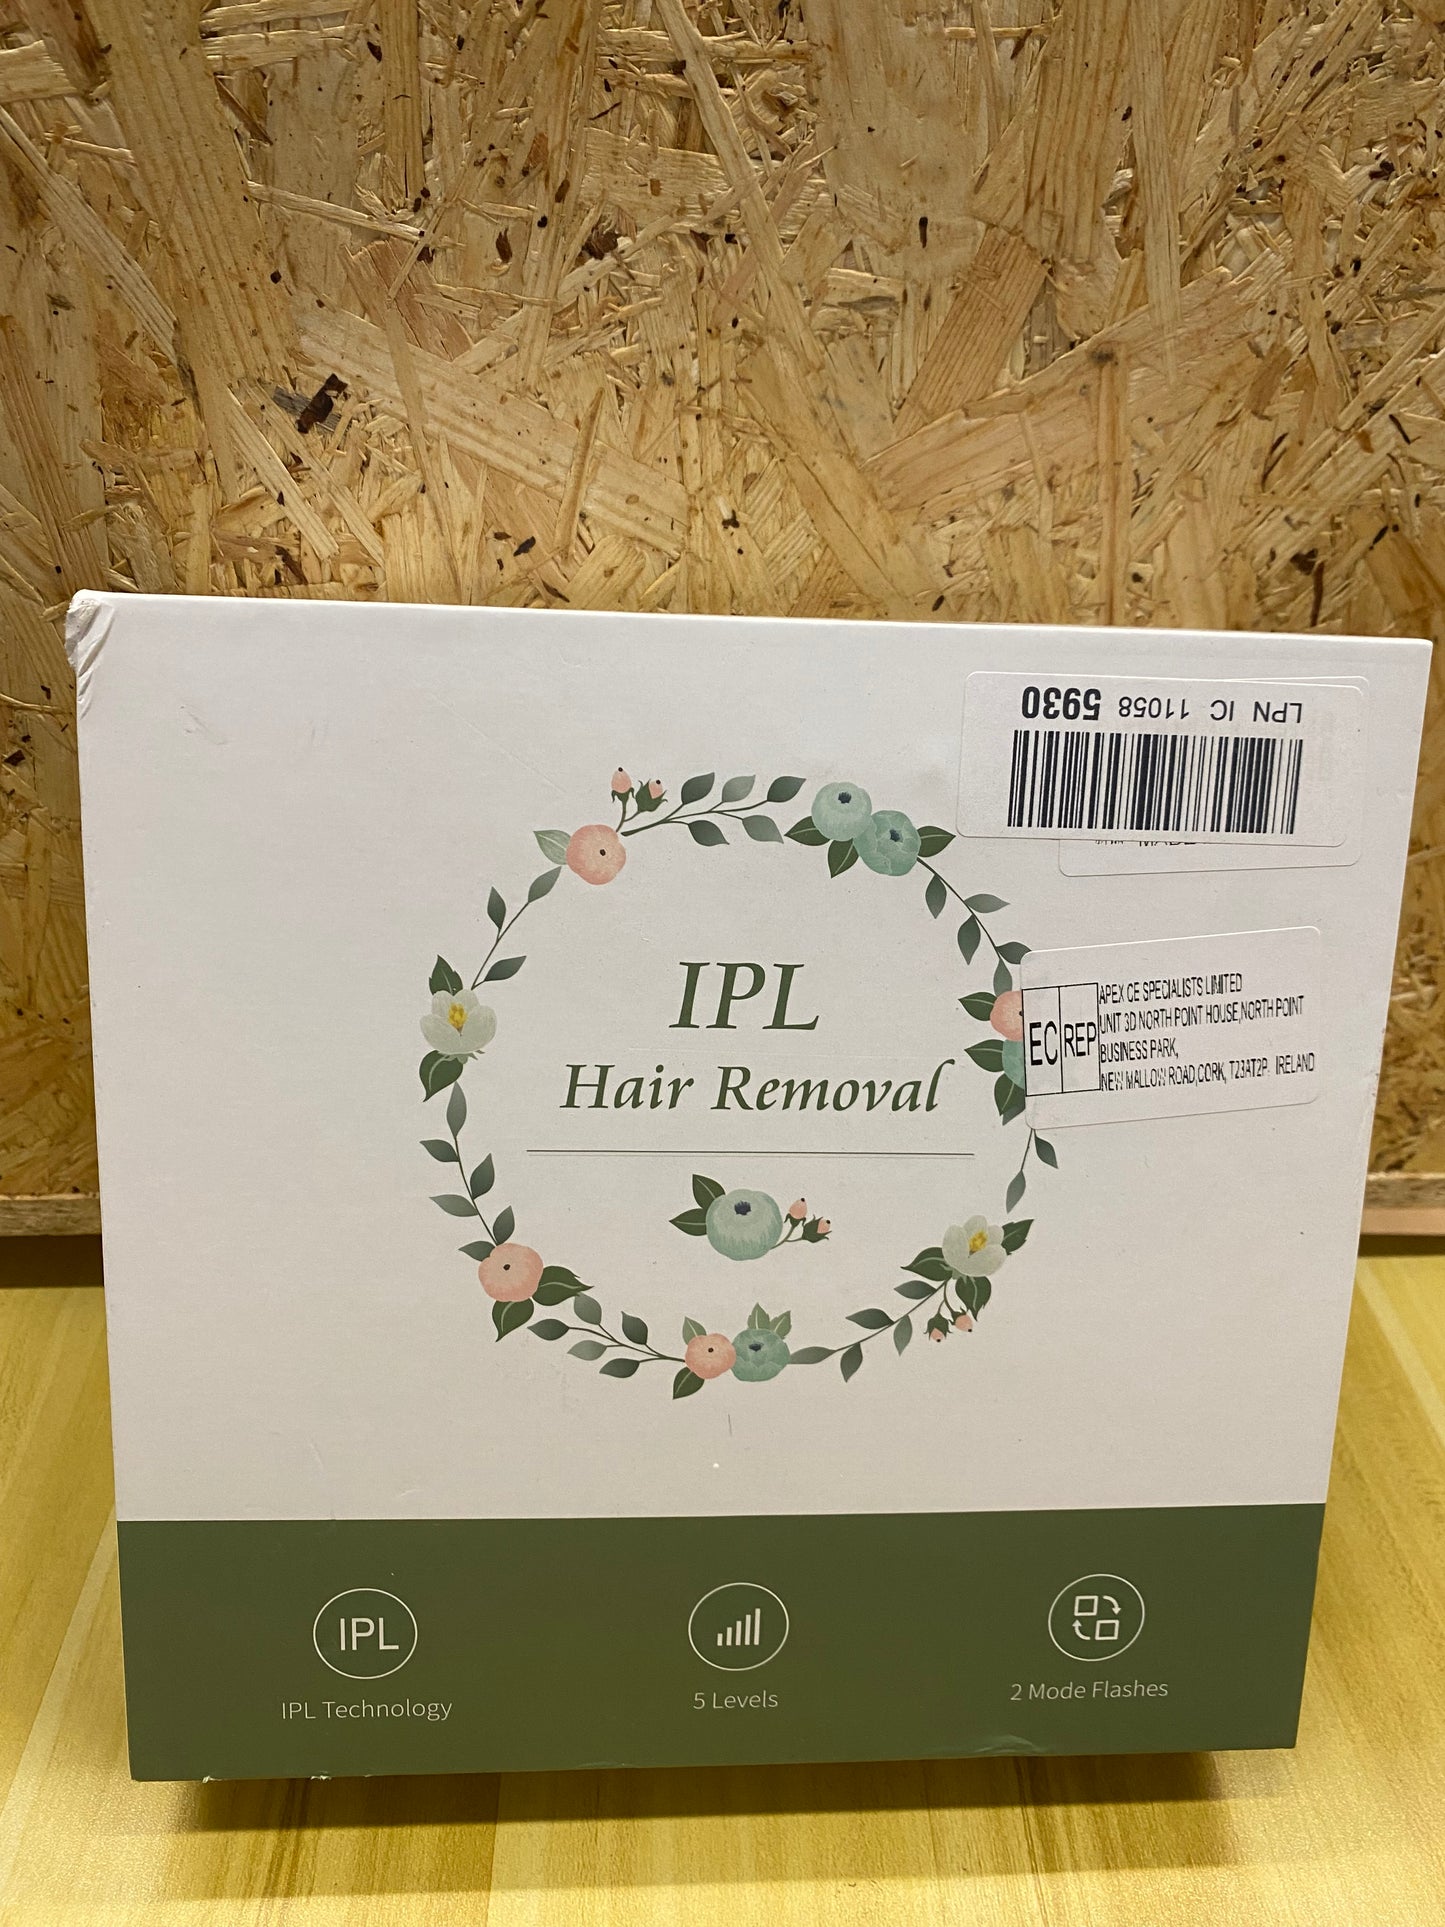 LPN IC 11058 5930
MADE
IPL
Hair Removal
EC REP
APEX CE SPECIALISTS LIMITED
UNIT 3D NORTH POINT HOUSE,NORTH POINT
BUSINESS PARK,
NEW MALLOW ROAD,CORK, T23AT2P. IRELAND
IPL
IPL Technology
5 Levels
2 Mode Flashes